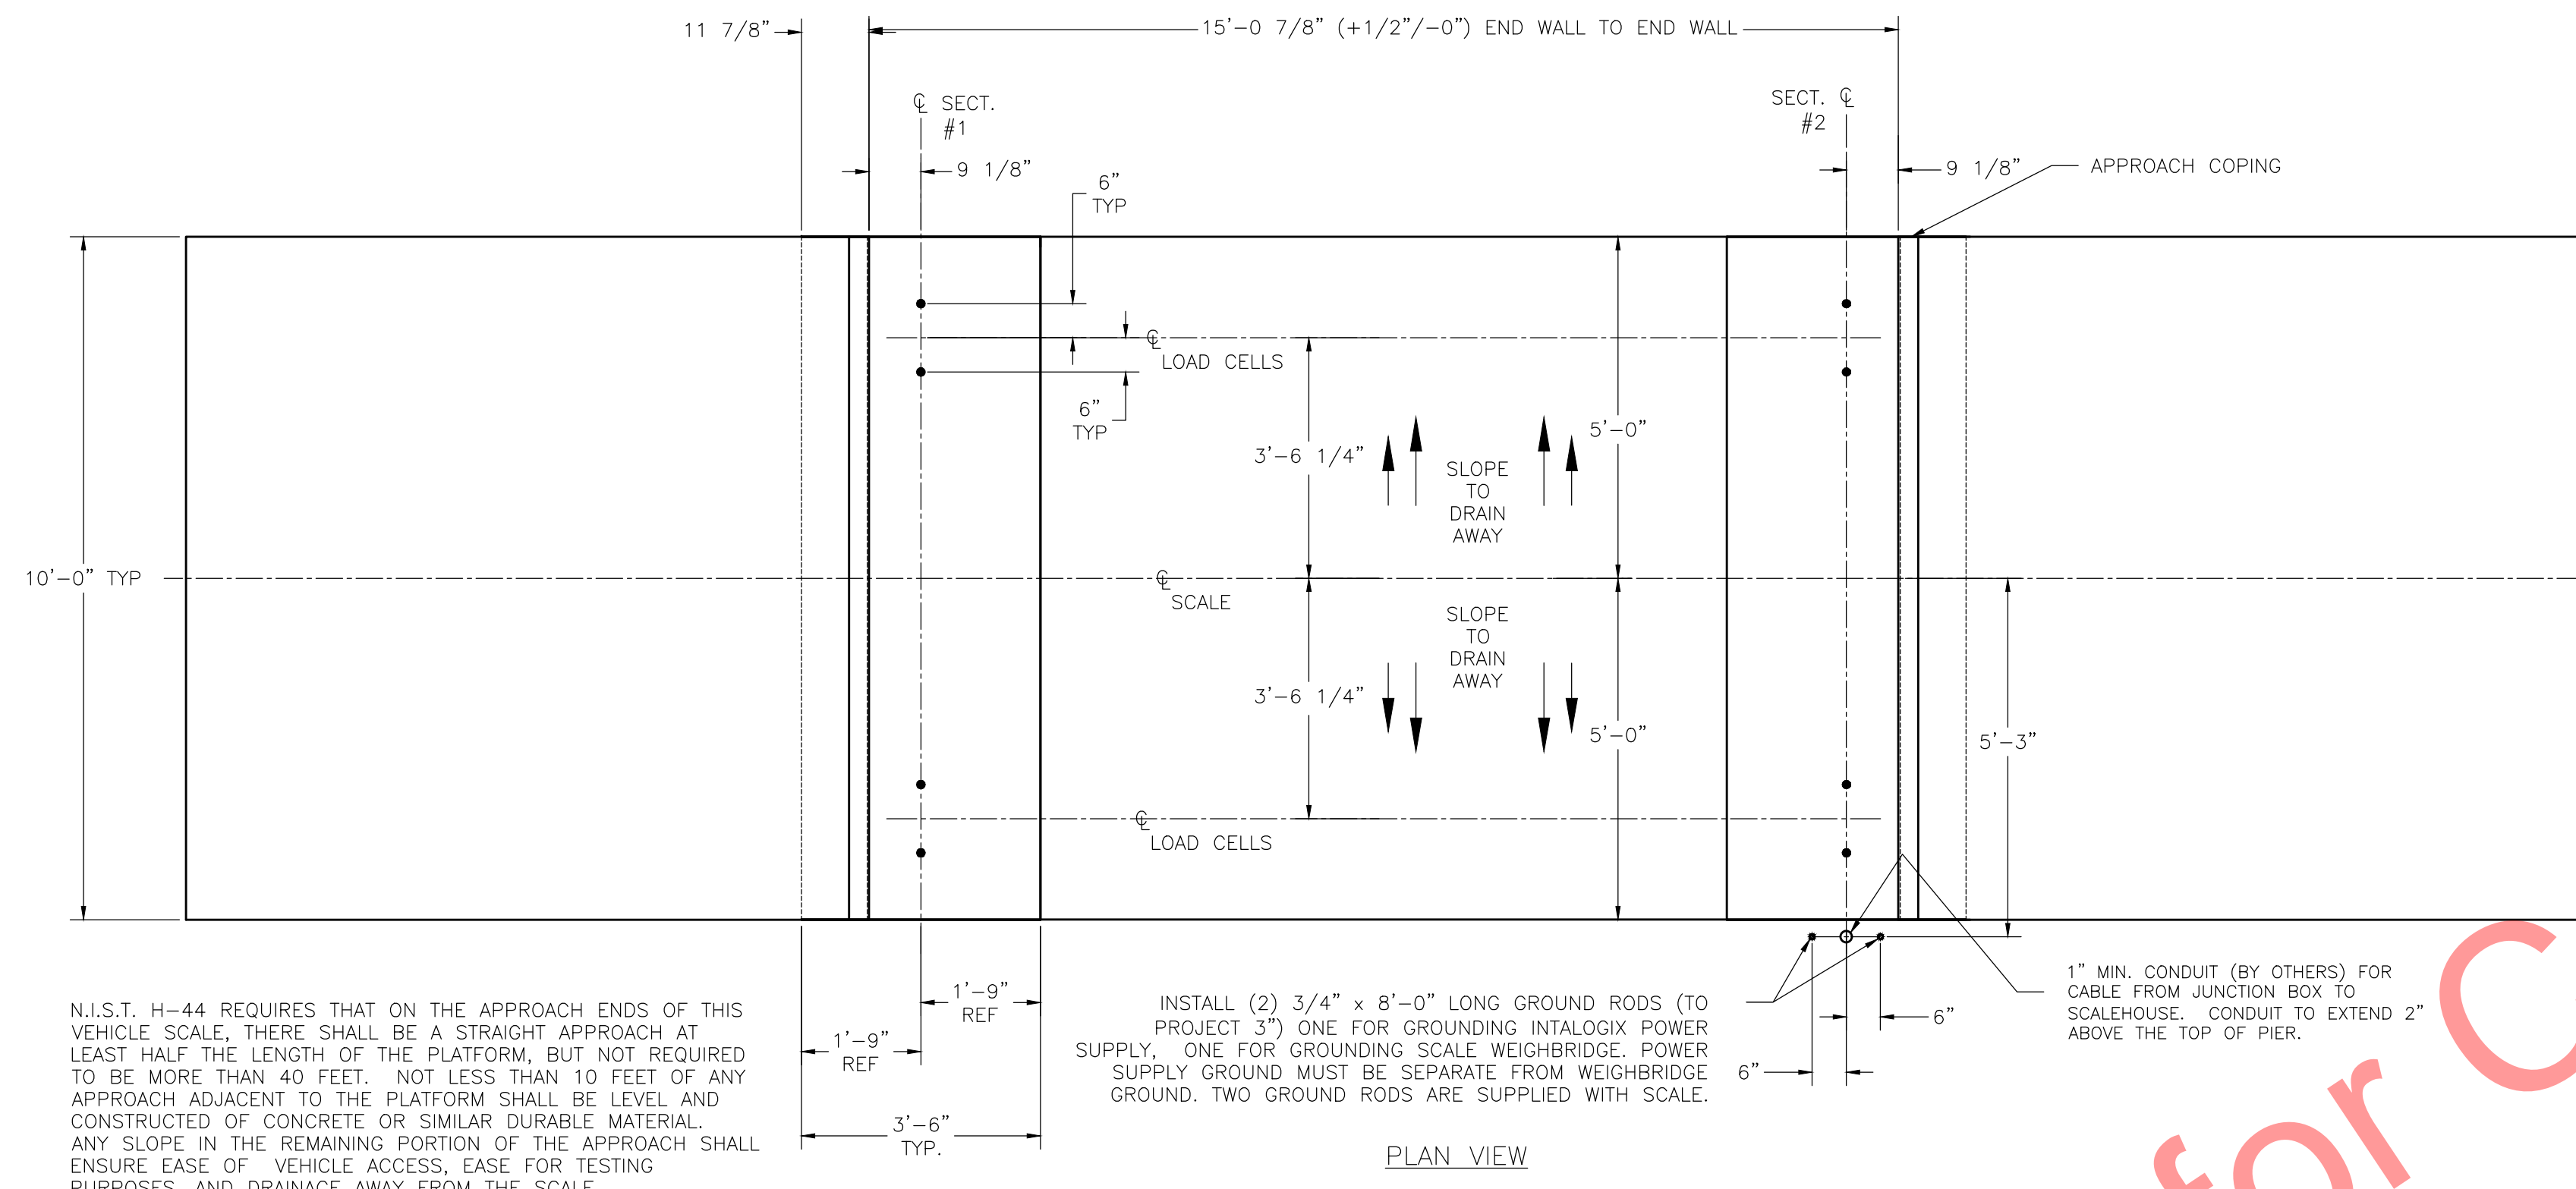 11 7/8"
15'-0 7/8" (+1/2"/-0") END WALL TO END WALL
℄ SECT.
#1
SECT. ℄
#2
9 1/8"
9 1/8"
APPROACH COPING
6"
TYP
℄
LOAD CELLS
6"
TYP
3'-6 1/4"
5'-0"
SLOPE
TO
DRAIN
AWAY
10'-0" TYP
℄
SCALE
SLOPE
TO
DRAIN
AWAY
3'-6 1/4"
5'-0"
5'-3"
℄
LOAD CELLS
1'-9"
REF
1'-9"
REF
3'-6"
TYP.
N.I.S.T. H-44 REQUIRES THAT ON THE APPROACH ENDS OF THIS
VEHICLE SCALE, THERE SHALL BE A STRAIGHT APPROACH AT
LEAST HALF THE LENGTH OF THE PLATFORM, BUT NOT REQUIRED
TO BE MORE THAN 40 FEET. NOT LESS THAN 10 FEET OF ANY
APPROACH ADJACENT TO THE PLATFORM SHALL BE LEVEL AND
CONSTRUCTED OF CONCRETE OR SIMILAR DURABLE MATERIAL.
ANY SLOPE IN THE REMAINING PORTION OF THE APPROACH SHALL
ENSURE EASE OF VEHICLE ACCESS, EASE FOR TESTING
PURPOSES, AND DRAINAGE AWAY FROM THE SCALE.
INSTALL (2) 3/4" x 8'-0" LONG GROUND RODS (TO
PROJECT 3") ONE FOR GROUNDING INTALOGIX POWER
SUPPLY, ONE FOR GROUNDING SCALE WEIGHBRIDGE. POWER
SUPPLY GROUND MUST BE SEPARATE FROM WEIGHBRIDGE
GROUND. TWO GROUND RODS ARE SUPPLIED WITH SCALE.
6"
6"
1" MIN. CONDUIT (BY OTHERS) FOR
CABLE FROM JUNCTION BOX TO
SCALEHOUSE. CONDUIT TO EXTEND 2"
ABOVE THE TOP OF PIER.
PLAN VIEW
for C